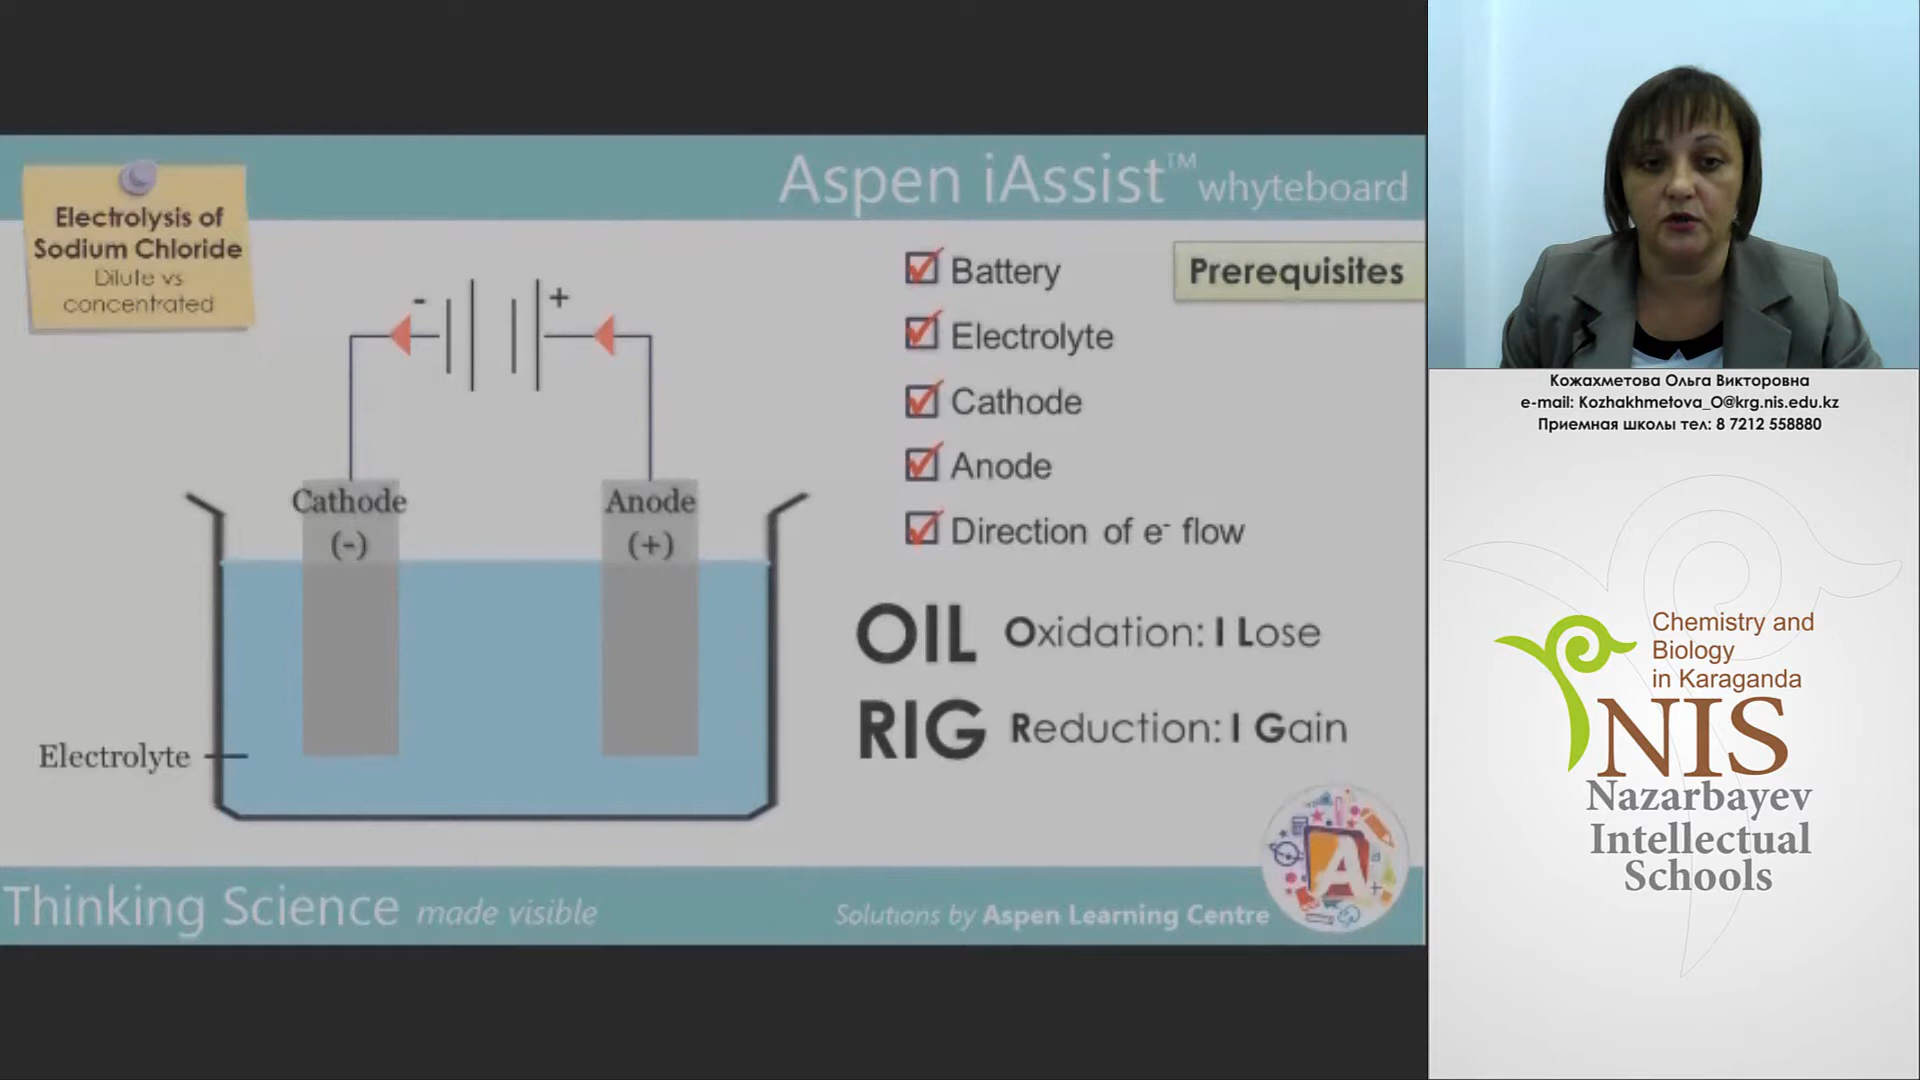 Aspen iAssist™ whyteboard
Electrolysis of
Sodium Chloride
Dilute vs
concentrated
Prerequisites
Battery
Electrolyte
Cathode
Anode
Direction of e⁻ flow
OIL Oxidation: I Lose
RIG Reduction: I Gain
- +
Cathode
(-)
Anode
(+)
Electrolyte
Thinking Science made visible
Solutions by Aspen Learning Centre
A
Кожахметова Ольга Викторовна
e-mail: Kozhakhmetova_O@krg.nis.edu.kz
Приемная школы тел: 8 7212 558880
Chemistry and
Biology
in Karaganda
NIS
Nazarbayev
Intellectual
Schools